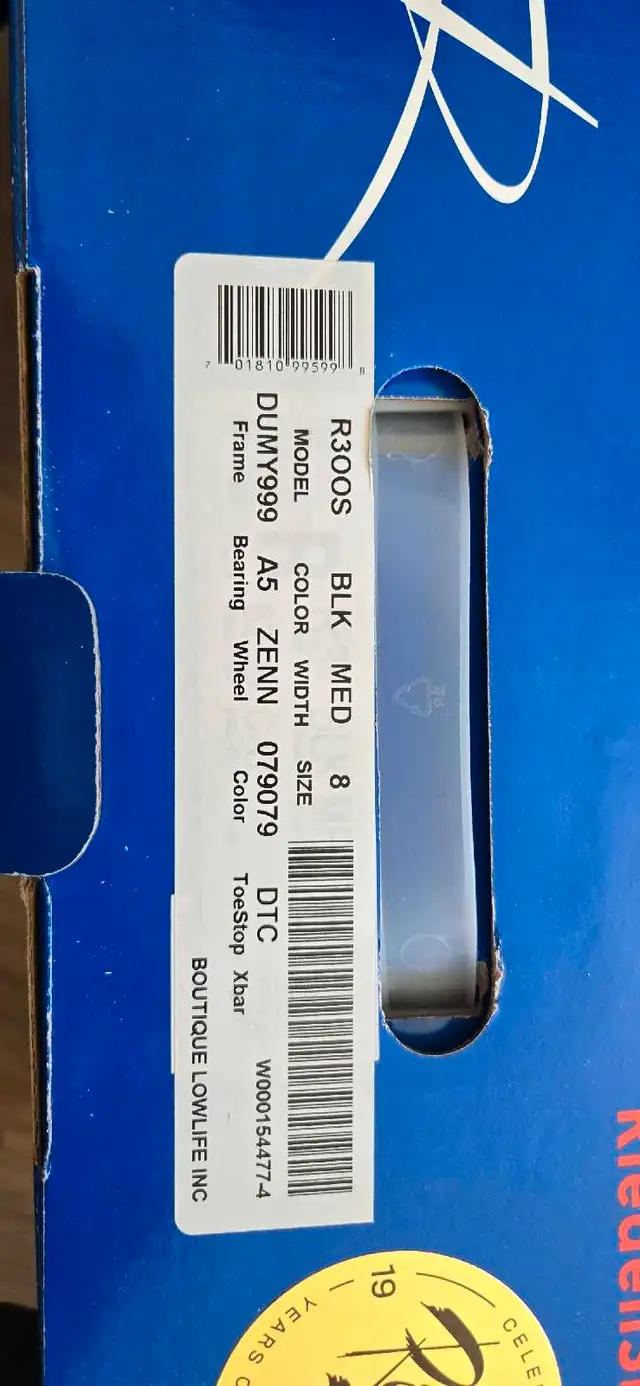 7 01810 99599 8
R300S BLK MED 8
MODEL COLOR WIDTH SIZE
DUMY999 A5 ZENN 079079 DTC
Frame Bearing Wheel Color ToeStop Xbar
W000154477-4
BOUTIQUE LOWLIFE INC
R
19
YEARS